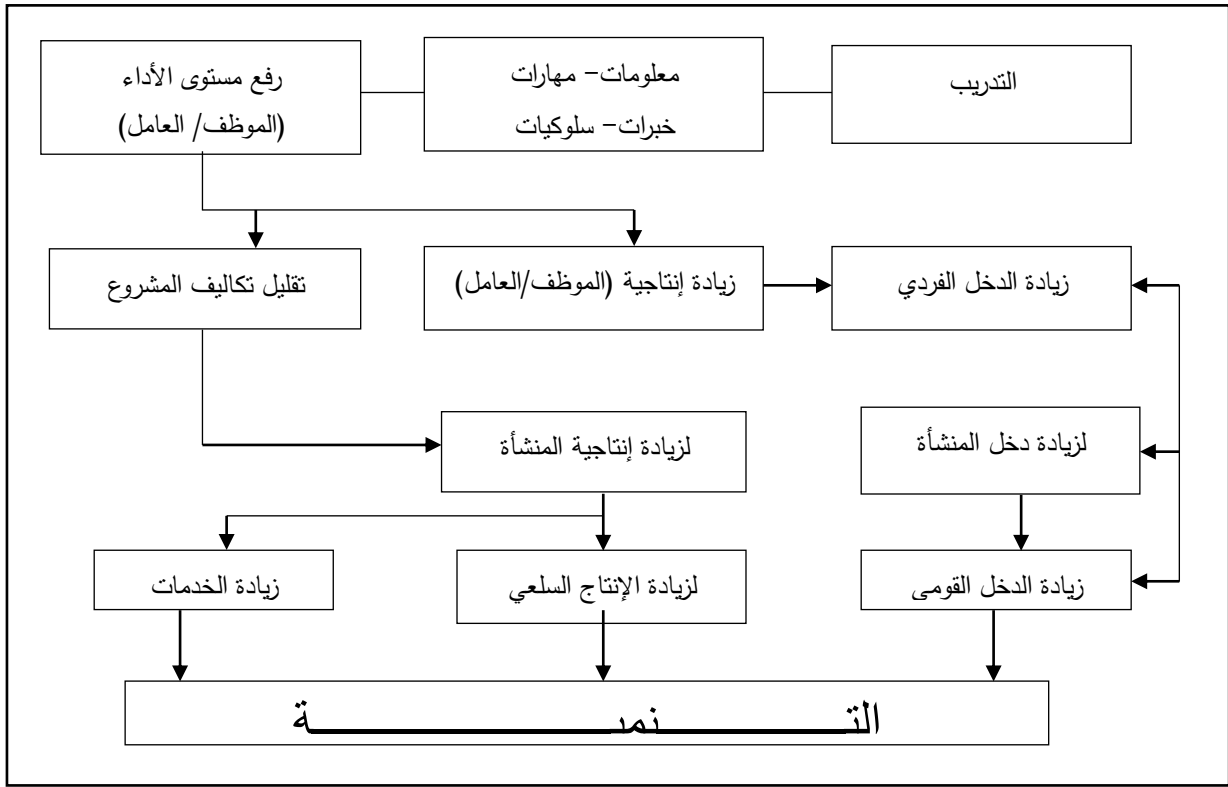 التدريب
معلومات– مهارات
خبرات– سلوكيات
رفع مستوى الأداء
(الموظف/ العامل)
زيادة الدخل الفردي
زيادة إنتاجية (الموظف/العامل)
تقليل تكاليف المشروع
لزيادة دخل المنشأة
لزيادة إنتاجية المنشأة
زيادة الدخل القومى
لزيادة الإنتاج السلعي
زيادة الخدمات
التــــــــــنميــــــــــــــــــــة